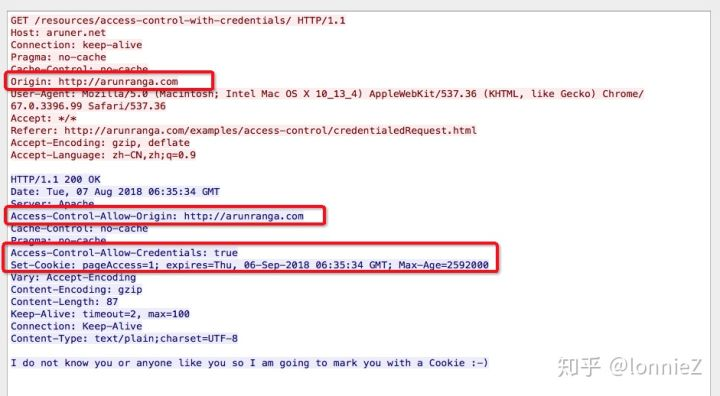 GET /resources/access-control-with-credentials/ HTTP/1.1
Host: aruner.net
Connection: keep-alive
Pragma: no-cache
Cache-Control: no-cache
Origin: http://arunranga.com
User-Agent: Mozilla/5.0 (Macintosh; Intel Mac OS X 10_13_4) AppleWebKit/537.36 (KHTML, like Gecko) Chrome/
67.0.3396.99 Safari/537.36
Accept: */*
Referer: http://arunranga.com/examples/access-control/credentialedRequest.html
Accept-Encoding: gzip, deflate
Accept-Language: zh-CN,zh;q=0.9
HTTP/1.1 200 OK
Date: Tue, 07 Aug 2018 06:35:34 GMT
Server: Apache
Access-Control-Allow-Origin: http://arunranga.com
Cache-Control: no-cache
Pragma: no-cache
Access-Control-Allow-Credentials: true
Set-Cookie: pageAccess=1; expires=Thu, 06-Sep-2018 06:35:34 GMT; Max-Age=2592000
Vary: Accept-Encoding
Content-Encoding: gzip
Content-Length: 87
Keep-Alive: timeout=2, max=100
Connection: Keep-Alive
Content-Type: text/plain;charset=UTF-8
I do not know you or anyone like you so I am going to mark you with a Cookie :-)
知乎 @lonnieZ